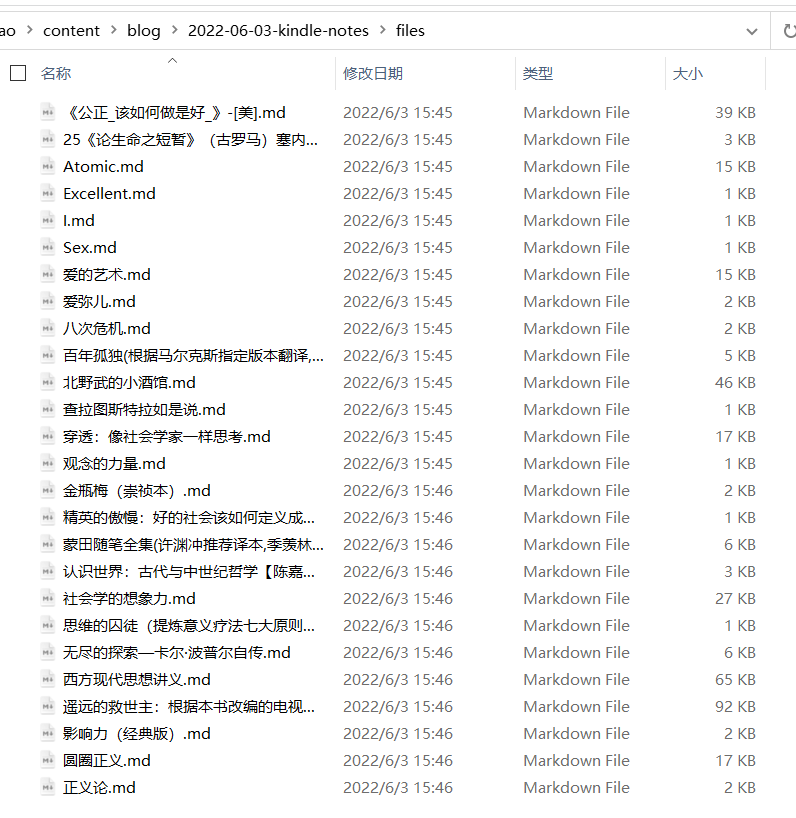 ao > content > blog > 2022-06-03-kindle-notes > files
名称 修改日期 类型 大小
《公正_该如何做是好_》-[美].md 2022/6/3 15:45 Markdown File 39 KB
25《论生命之短暂》（古罗马）塞内... 2022/6/3 15:45 Markdown File 3 KB
Atomic.md 2022/6/3 15:45 Markdown File 15 KB
Excellent.md 2022/6/3 15:45 Markdown File 1 KB
I.md 2022/6/3 15:45 Markdown File 1 KB
Sex.md 2022/6/3 15:45 Markdown File 1 KB
爱的艺术.md 2022/6/3 15:45 Markdown File 15 KB
爱弥儿.md 2022/6/3 15:45 Markdown File 2 KB
八次危机.md 2022/6/3 15:45 Markdown File 2 KB
百年孤独(根据马尔克斯指定版本翻译,... 2022/6/3 15:45 Markdown File 5 KB
北野武的小酒馆.md 2022/6/3 15:45 Markdown File 46 KB
查拉图斯特拉如是说.md 2022/6/3 15:45 Markdown File 1 KB
穿透：像社会学家一样思考.md 2022/6/3 15:45 Markdown File 17 KB
观念的力量.md 2022/6/3 15:45 Markdown File 1 KB
金瓶梅（崇祯本）.md 2022/6/3 15:46 Markdown File 2 KB
精英的傲慢：好的社会该如何定义成... 2022/6/3 15:46 Markdown File 1 KB
蒙田随笔全集(许渊冲推荐译本,季羡林... 2022/6/3 15:46 Markdown File 6 KB
认识世界：古代与中世纪哲学【陈嘉... 2022/6/3 15:46 Markdown File 3 KB
社会学的想象力.md 2022/6/3 15:46 Markdown File 27 KB
思维的囚徒（提炼意义疗法七大原则... 2022/6/3 15:46 Markdown File 1 KB
无尽的探索—卡尔·波普尔自传.md 2022/6/3 15:46 Markdown File 6 KB
西方现代思想讲义.md 2022/6/3 15:46 Markdown File 65 KB
遥远的救世主：根据本书改编的电视... 2022/6/3 15:46 Markdown File 92 KB
影响力（经典版）.md 2022/6/3 15:46 Markdown File 2 KB
圆圈正义.md 2022/6/3 15:46 Markdown File 17 KB
正义论.md 2022/6/3 15:46 Markdown File 2 KB